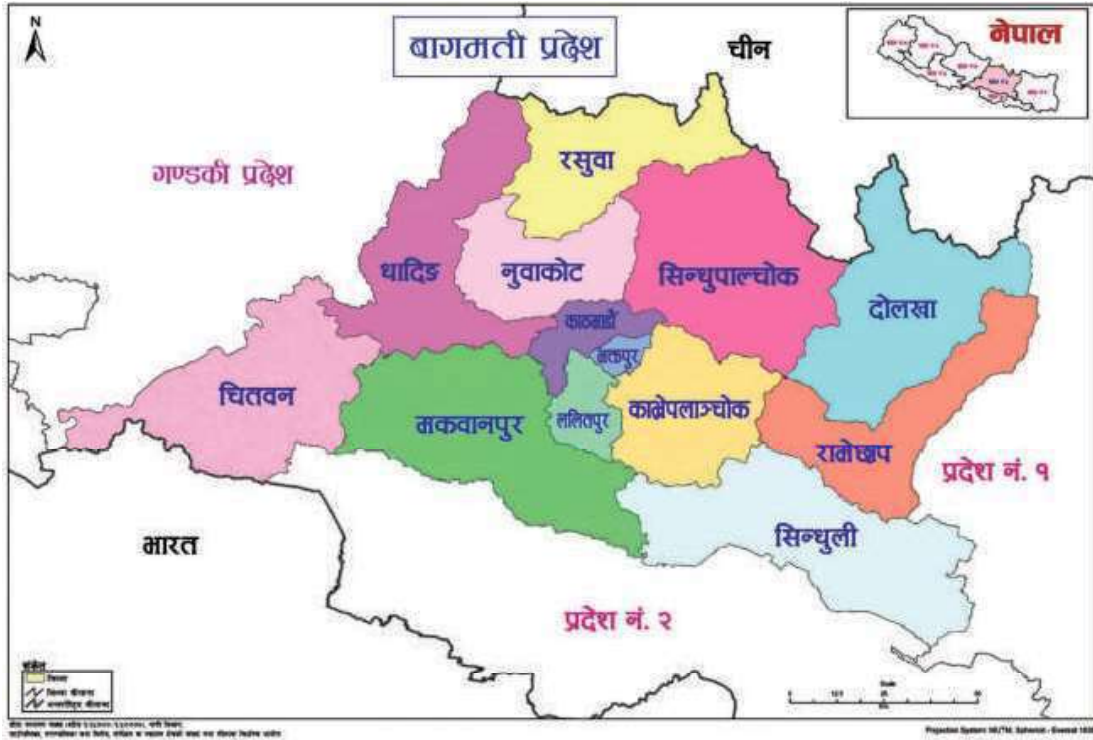 N
बागमती प्रदेश
चीन
नेपाल
रसुवा
गण्डकी प्रदेश
धादिङ
नुवाकोट
सिन्धुपाल्चोक
दोलखा
काठमाडौं
भक्तपुर
चितवन
मकवानपुर
ललितपुर
काभ्रेपलाञ्चोक
रामेछाप
प्रदेश नं. १
सिन्धुली
भारत
प्रदेश नं. २
संकेत
जिल्ला
Scale